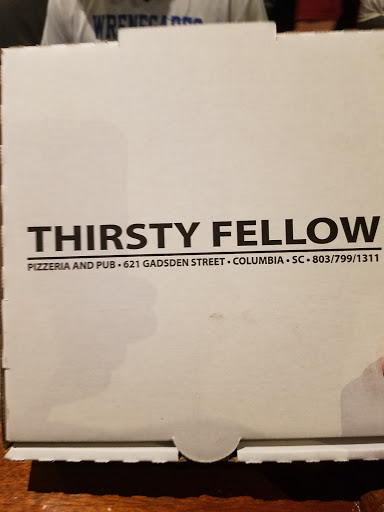 THIRSTY FELLOW
PIZZERIA AND PUB • 621 GADSDEN STREET • COLUMBIA • SC • 803/799/1311